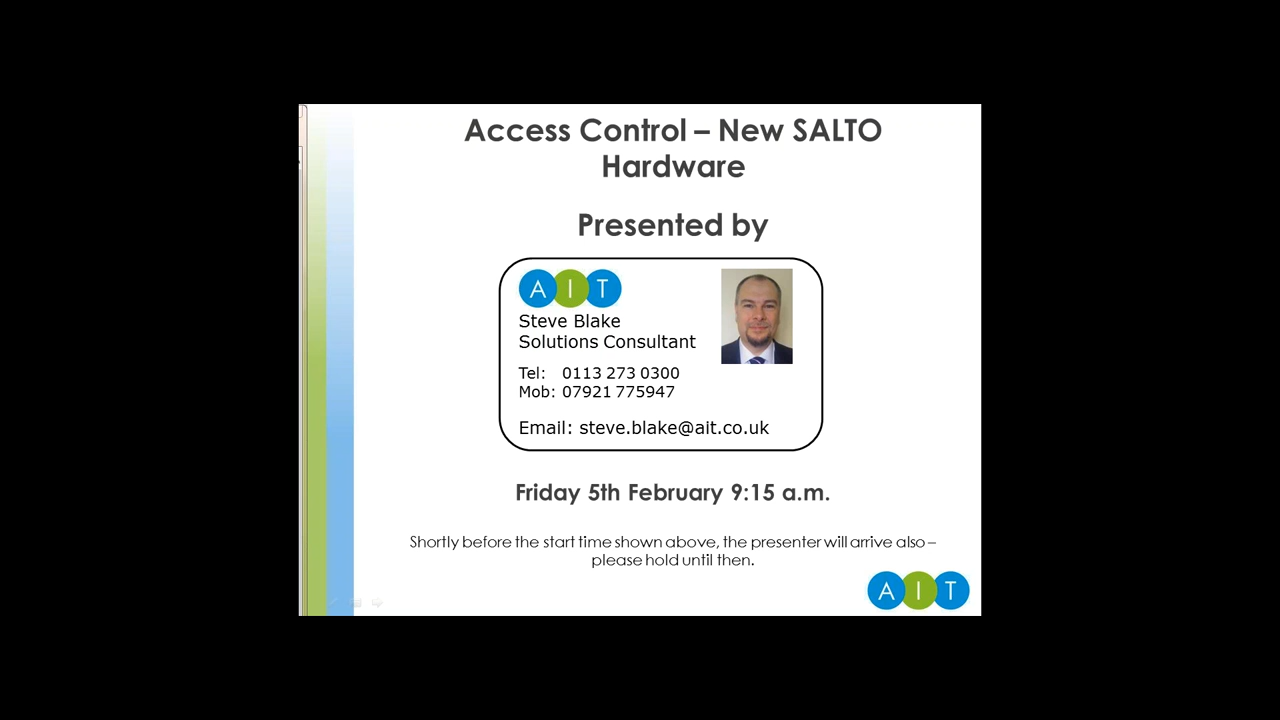 Access Control – New SALTO
Hardware
Presented by
AIT
Steve Blake
Solutions Consultant
Tel: 0113 273 0300
Mob: 07921 775947
Email: steve.blake@ait.co.uk
Friday 5th February 9:15 a.m.
Shortly before the start time shown above, the presenter will arrive also –
please hold until then.
AIT